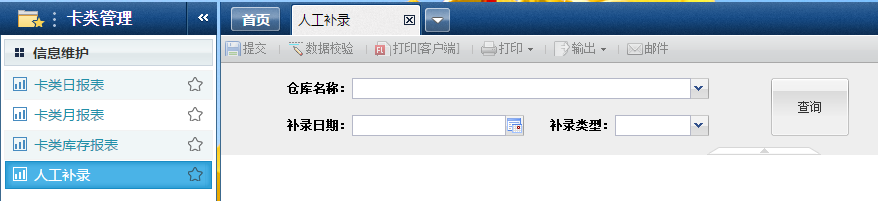 卡类管理 «
信息维护
卡类日报表
卡类月报表
卡类库存报表
人工补录
首页 人工补录
提交 数据校验 打印[客户端] 打印 输出 邮件
仓库名称：
补录日期： 补录类型：
查询